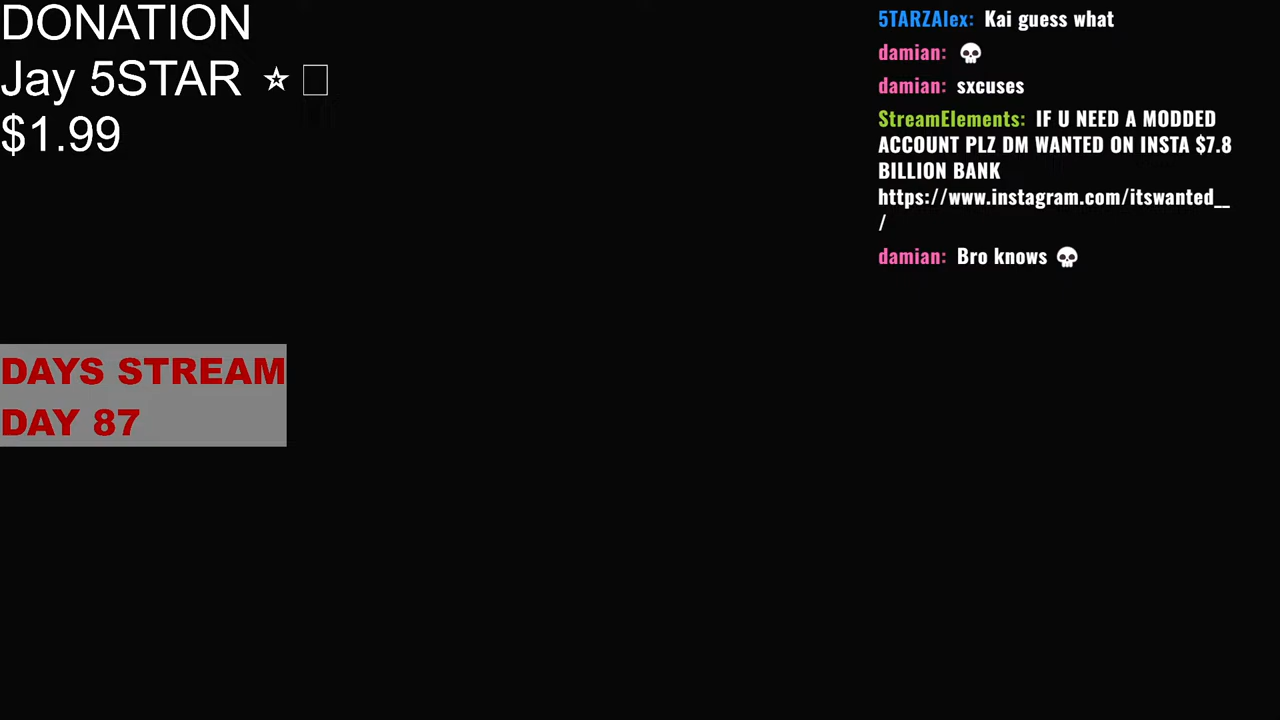 DONATION
Jay 5STAR ⭐ □
$1.99
DAYS STREAM
DAY 87
5TARZAlex: Kai guess what
damian: 💀
damian: sxcuses
StreamElements: IF U NEED A MODDED
ACCOUNT PLZ DM WANTED ON INSTA $7.8
BILLION BANK
https://www.instagram.com/itswanted__
/
damian: Bro knows 💀